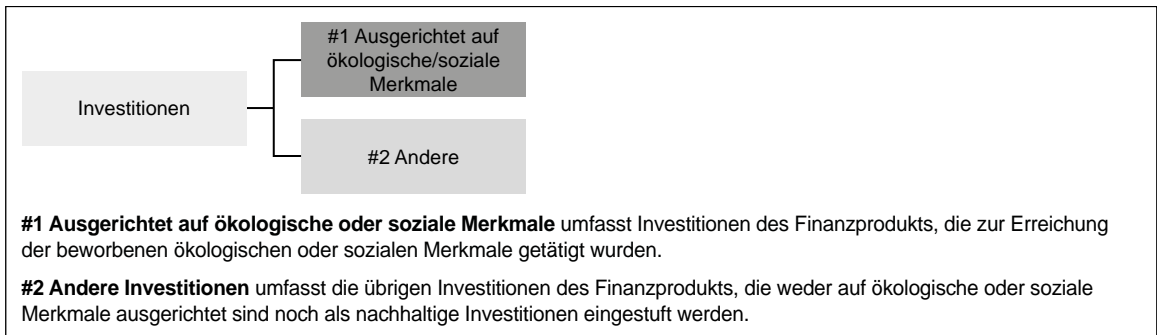 #1 Ausgerichtet auf
ökologische/soziale
Merkmale
Investitionen
#2 Andere
#1 Ausgerichtet auf ökologische oder soziale Merkmale umfasst Investitionen des Finanzprodukts, die zur Erreichung
der beworbenen ökologischen oder sozialen Merkmale getätigt wurden.
#2 Andere Investitionen umfasst die übrigen Investitionen des Finanzprodukts, die weder auf ökologische oder soziale
Merkmale ausgerichtet sind noch als nachhaltige Investitionen eingestuft werden.